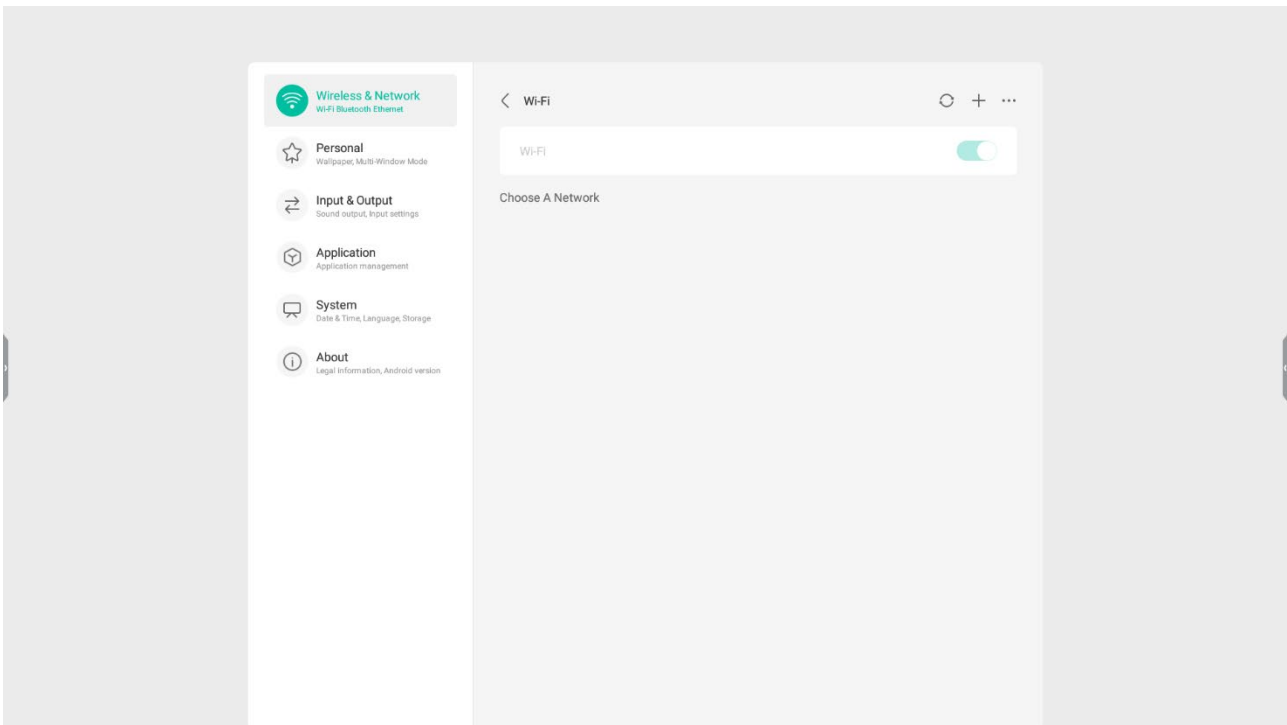 Wireless & Network
Wi-Fi Bluetooth Ethernet
Personal
Wallpaper, Multi-Window Mode
Input & Output
Sound output, Input settings
Application
Application management
System
Date & Time, Language, Storage
About
Legal information, Android version
Wi-Fi
Wi-Fi
Choose A Network